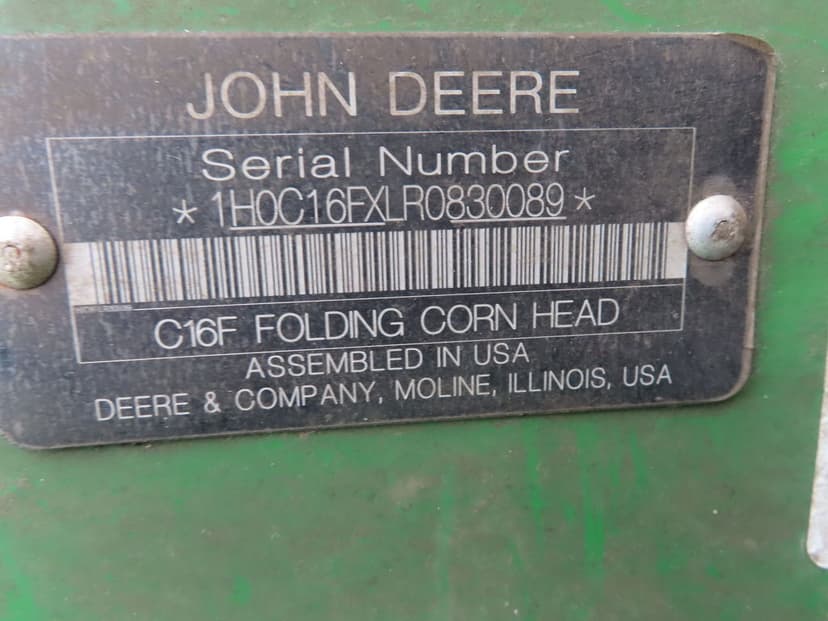 JOHN DEERE
Serial Number
* 1H0C16FXLR0830089 *
C16F FOLDING CORN HEAD
ASSEMBLED IN USA
DEERE & COMPANY, MOLINE, ILLINOIS, USA